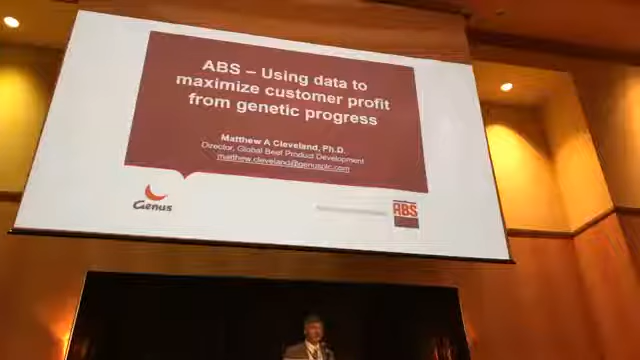 ABS – Using data to
maximize customer profit
from genetic progress
Matthew A Cleveland, Ph.D.
Director, Global Beef Product Development
matthew.cleveland@genusplc.com
Genus
ABS